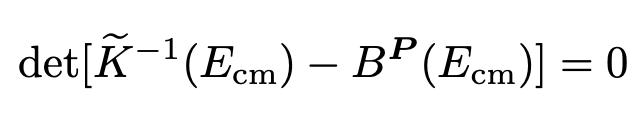 det[K̃⁻¹(E_cm) − B^𝑷(E_cm)] = 0